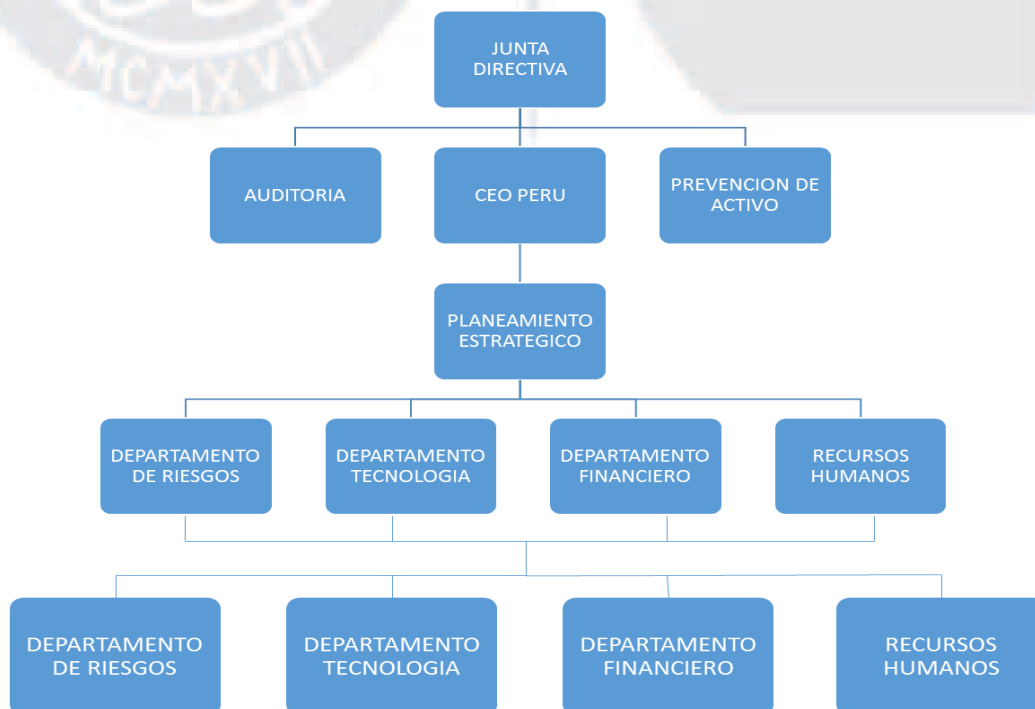 MCMXVII
JUNTA
DIRECTIVA
AUDITORIA
CEO PERU
PREVENCION DE
ACTIVO
PLANEAMIENTO
ESTRATEGICO
DEPARTAMENTO
DE RIESGOS
DEPARTAMENTO
TECNOLOGIA
DEPARTAMENTO
FINANCIERO
RECURSOS
HUMANOS
DEPARTAMENTO
DE RIESGOS
DEPARTAMENTO
TECNOLOGIA
DEPARTAMENTO
FINANCIERO
RECURSOS
HUMANOS